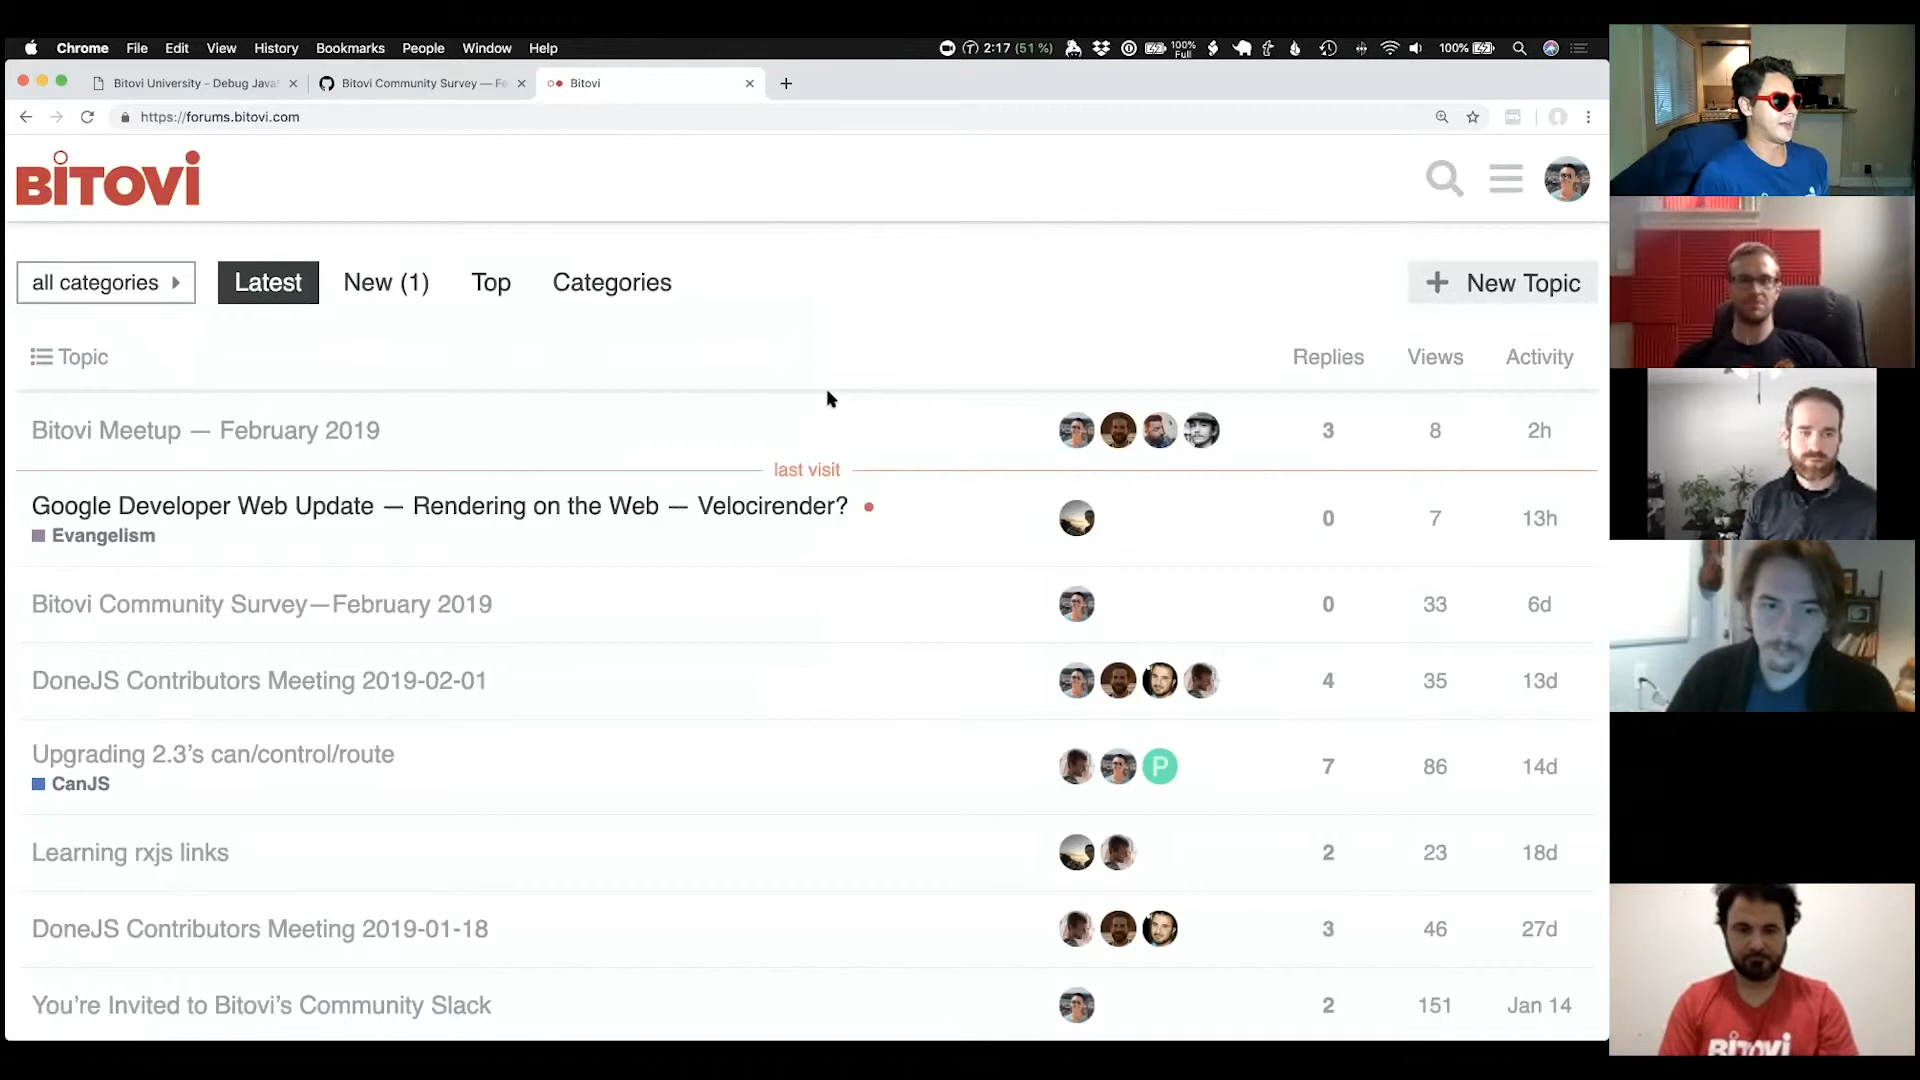 Chrome File Edit View History Bookmarks People Window Help 2:17 (51 %) 100% Full 100%
Bitovi University - Debug Java Bitovi Community Survey — Fe Bitovi
https://forums.bitovi.com
BiTOVi
all categories Latest New (1) Top Categories + New Topic
Topic Replies Views Activity
Bitovi Meetup — February 2019 3 8 2h
last visit
Google Developer Web Update — Rendering on the Web — Velocirender? 0 7 13h
Evangelism
Bitovi Community Survey—February 2019 0 33 6d
DoneJS Contributors Meeting 2019-02-01 4 35 13d
Upgrading 2.3’s can/control/route P 7 86 14d
CanJS
Learning rxjs links 2 23 18d
DoneJS Contributors Meeting 2019-01-18 3 46 27d
You’re Invited to Bitovi’s Community Slack 2 151 Jan 14
BiTOVi